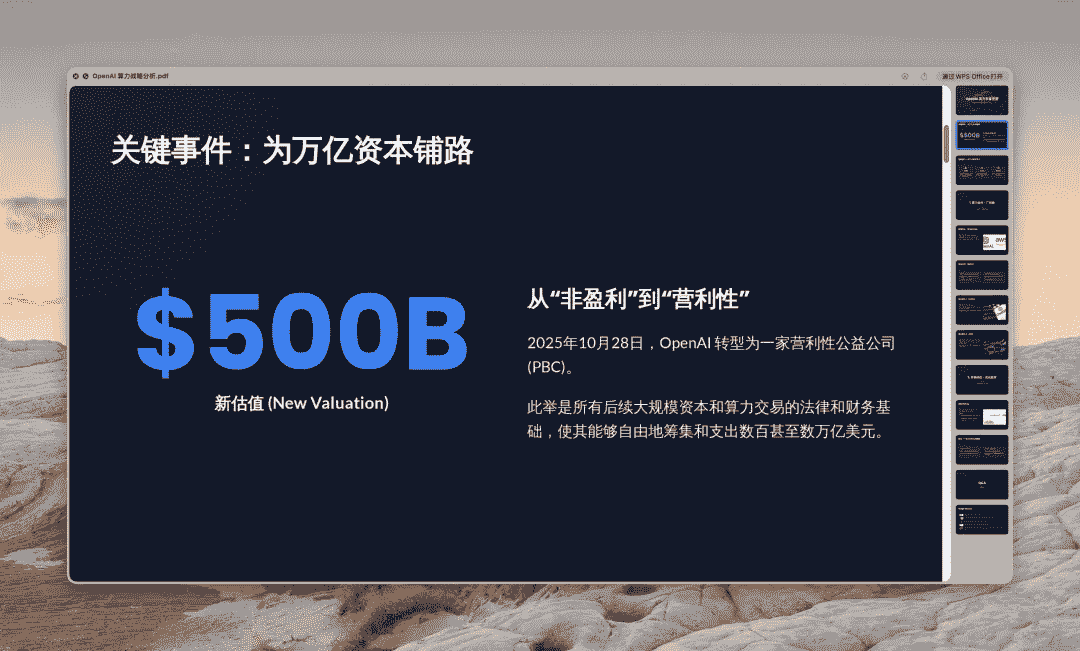 OpenAI 算力战略分析.pdf
通过 WPS Office 打开
关键事件：为万亿资本铺路
$500B
新估值 (New Valuation)
从“非盈利”到“营利性”
2025年10月28日，OpenAI 转型为一家营利性公益公司
(PBC)。
此举是所有后续大规模资本和算力交易的法律和财务基
础，使其能够自由地筹集和支出数百甚至数万亿美元。
$500B
aws
Q&A